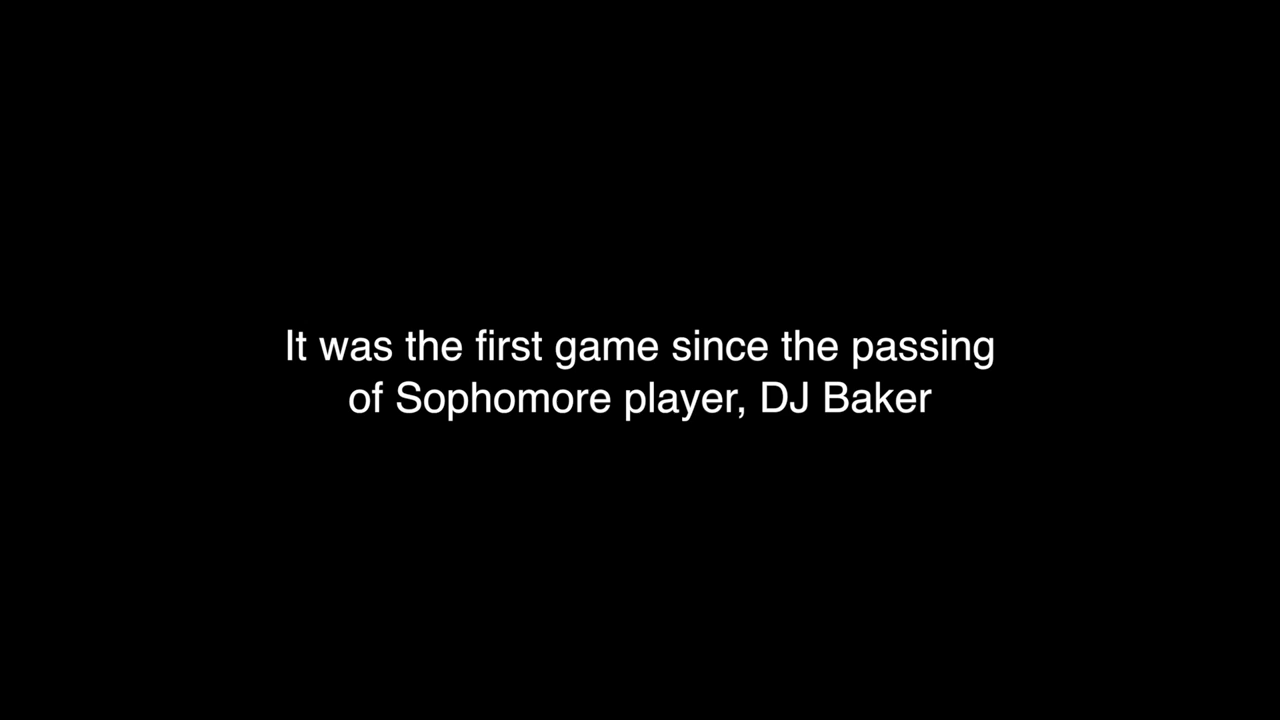 It was the first game since the passing
of Sophomore player, DJ Baker